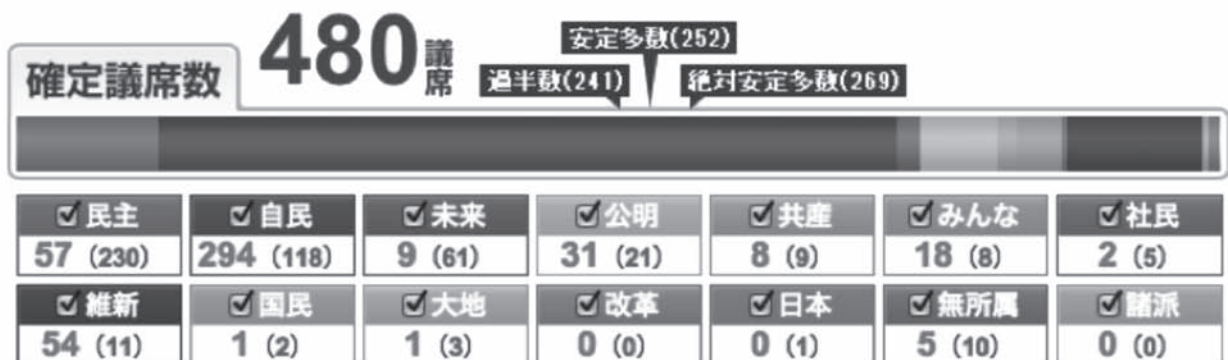 480議席
安定多数(252)
過半数(241) 絶対安定多数(269)
確定議席数
民主 自民 未来 公明 共産 みんな 社民
57 (230) 294 (118) 9 (61) 31 (21) 8 (9) 18 (8) 2 (5)
維新 国民 大地 改革 日本 無所属 諸派
54 (11) 1 (2) 1 (3) 0 (0) 0 (1) 5 (10) 0 (0)